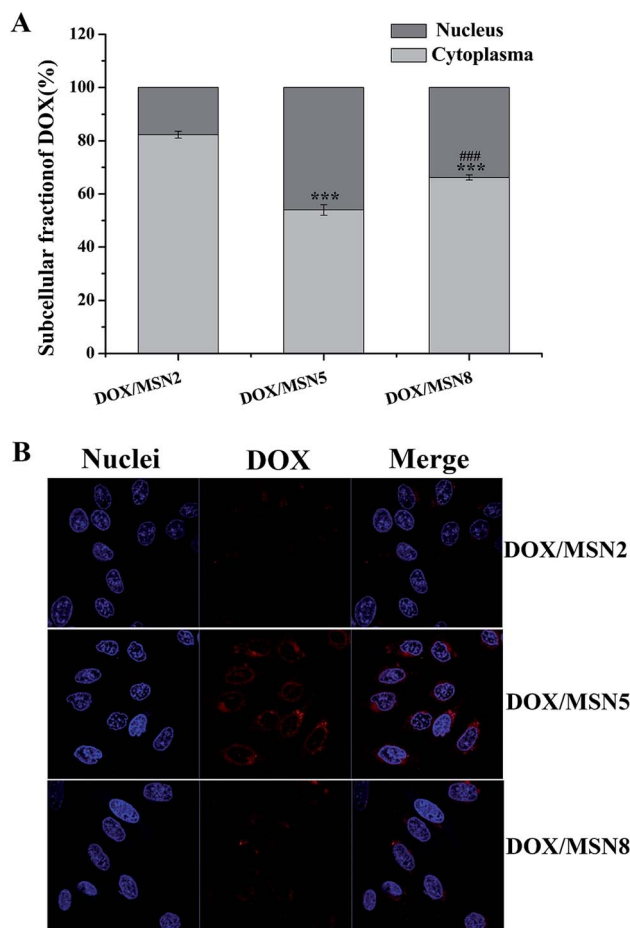 A
Nucleus
Cytoplasma
Subcellular fractionof DOX(%)
120
100
80
60
40
20
0
***
###
***
DOX/MSN2
DOX/MSN5
DOX/MSN8
B
Nuclei DOX Merge
DOX/MSN2
DOX/MSN5
DOX/MSN8